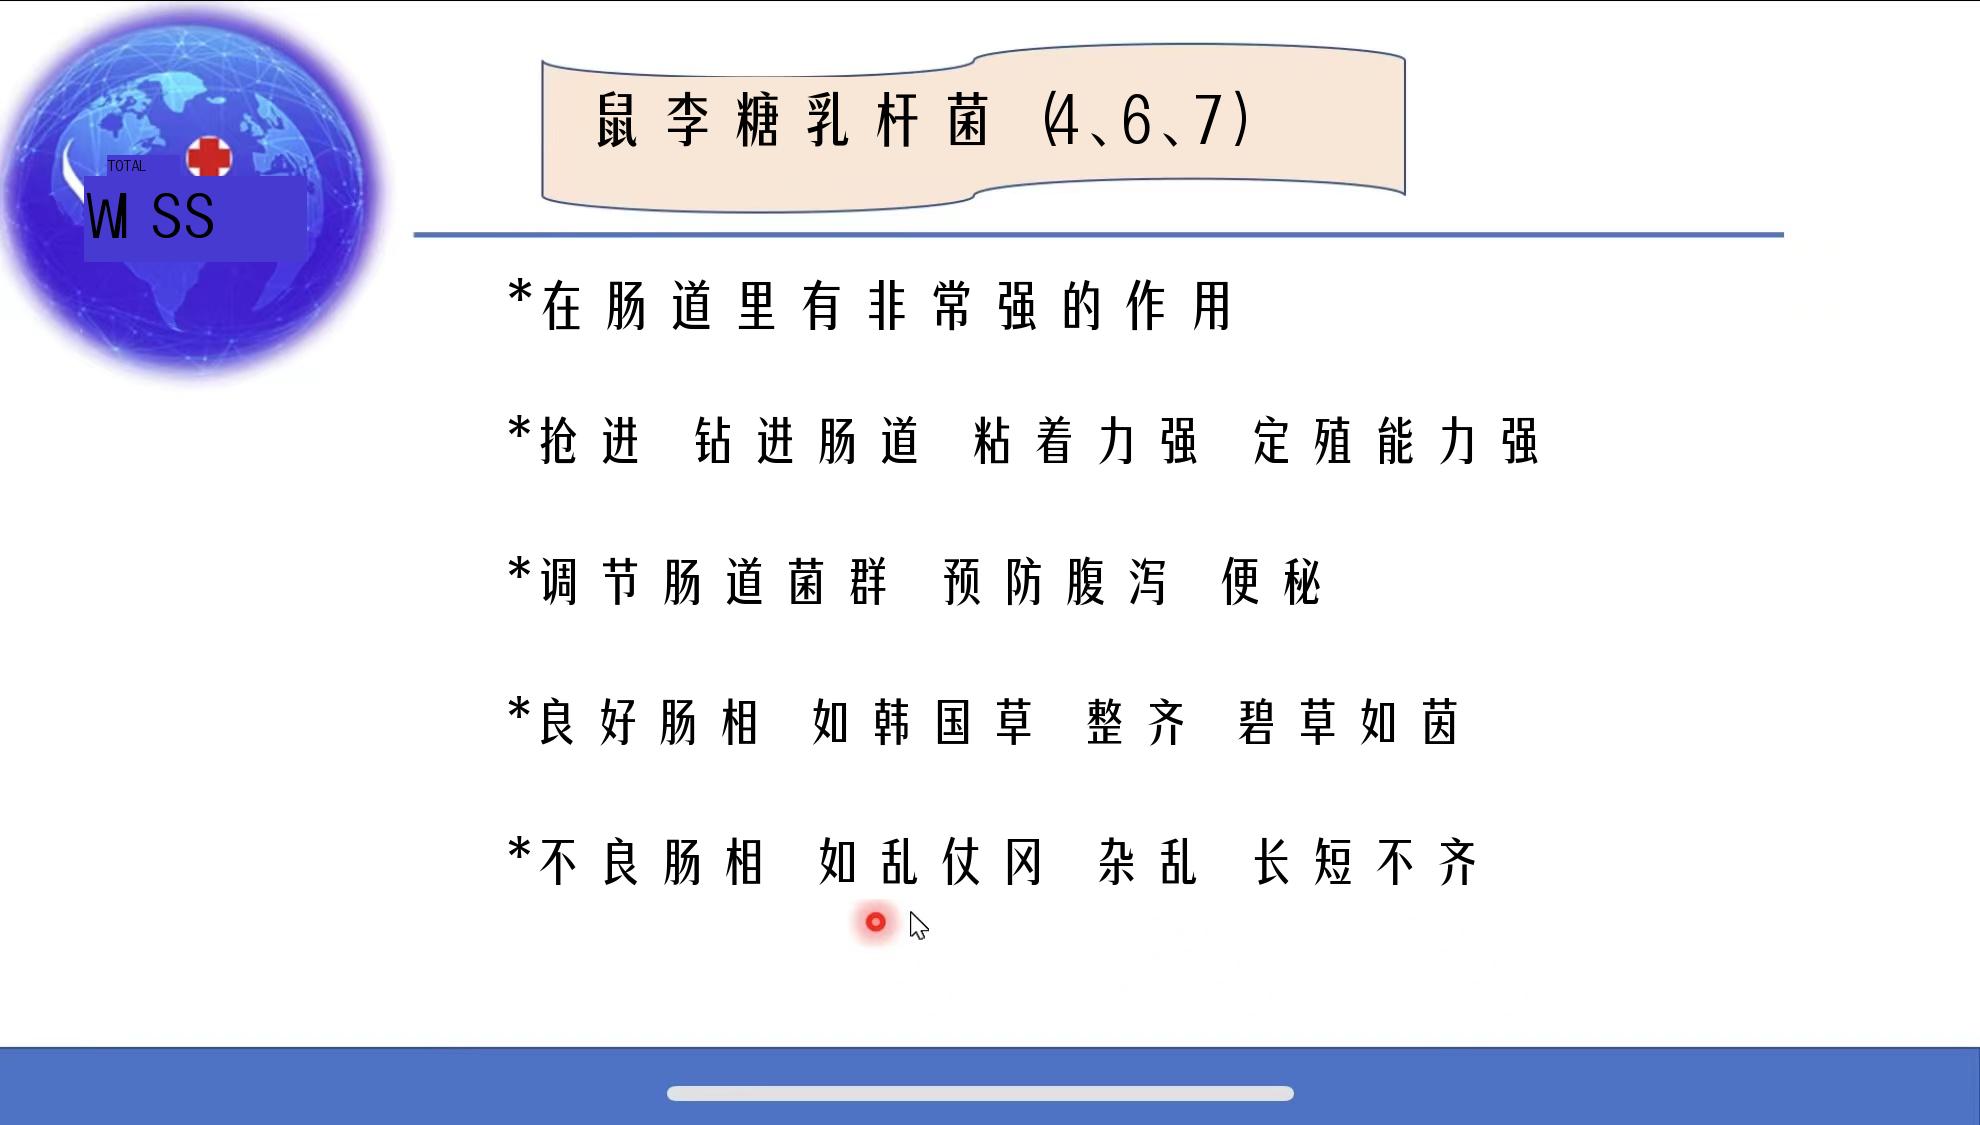 TOTAL
WISS
鼠李糖乳杆菌 (4、6、7)
*在肠道里有非常强的作用
*抢进 钻进肠道 粘着力强 定殖能力强
*调节肠道菌群 预防腹泻 便秘
*良好肠相 如韩国草 整齐 碧草如茵
*不良肠相 如乱仗冈 杂乱 长短不齐